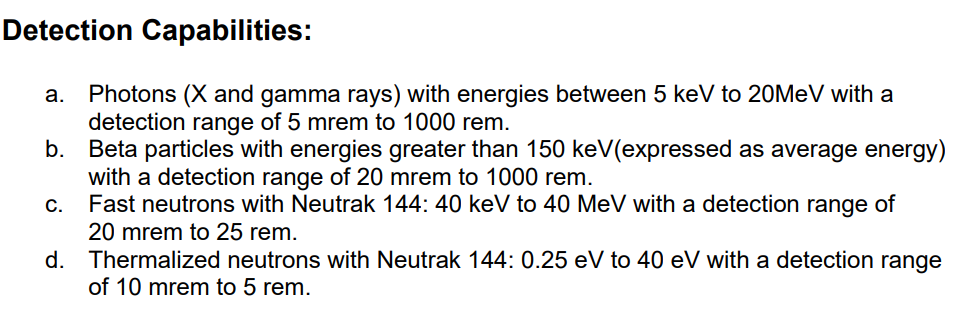 Detection Capabilities:
a. Photons (X and gamma rays) with energies between 5 keV to 20MeV with a
detection range of 5 mrem to 1000 rem.
b. Beta particles with energies greater than 150 keV(expressed as average energy)
with a detection range of 20 mrem to 1000 rem.
c. Fast neutrons with Neutrak 144: 40 keV to 40 MeV with a detection range of
20 mrem to 25 rem.
d. Thermalized neutrons with Neutrak 144: 0.25 eV to 40 eV with a detection range
of 10 mrem to 5 rem.